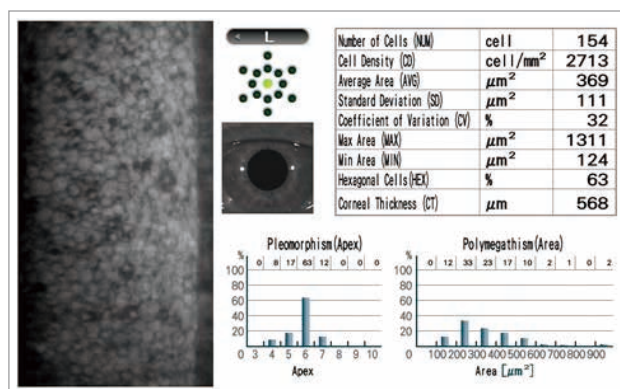 < L
Number of Cells (NUM) cell 154
Cell Density (CD) cell/mm² 2713
Average Area (AVG) μm² 369
Standard Deviation (SD) μm² 111
Coefficient of Variation (CV) % 32
Max Area (MAX) μm² 1311
Min Area (MIN) μm² 124
Hexagonal Cells(HEX) % 63
Corneal Thickness (CT) μm 568
Pleomorphism(Apex)
%
0 8 17 63 12 0 0 0
100
80
60
40
20
0 3 4 5 6 7 8 9 10
Apex
Polymegathism(Area)
%
0 12 33 23 17 10 2 1 0 2
100
80
60
40
20
0 100 200 300 400 500 600 700 800 900
Area [μm²]